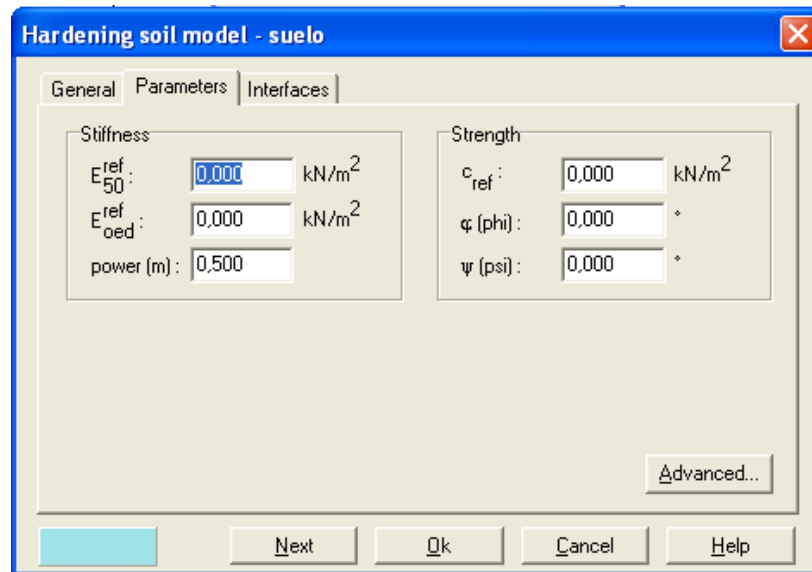 Hardening soil model - suelo
General Parameters Interfaces
Stiffness
E50ref : 0,000 kN/m2
Eoedref : 0,000 kN/m2
power (m) : 0,500
Strength
cref : 0,000 kN/m2
φ (phi) : 0,000 °
ψ (psi) : 0,000 °
Advanced...
Next Ok Cancel Help